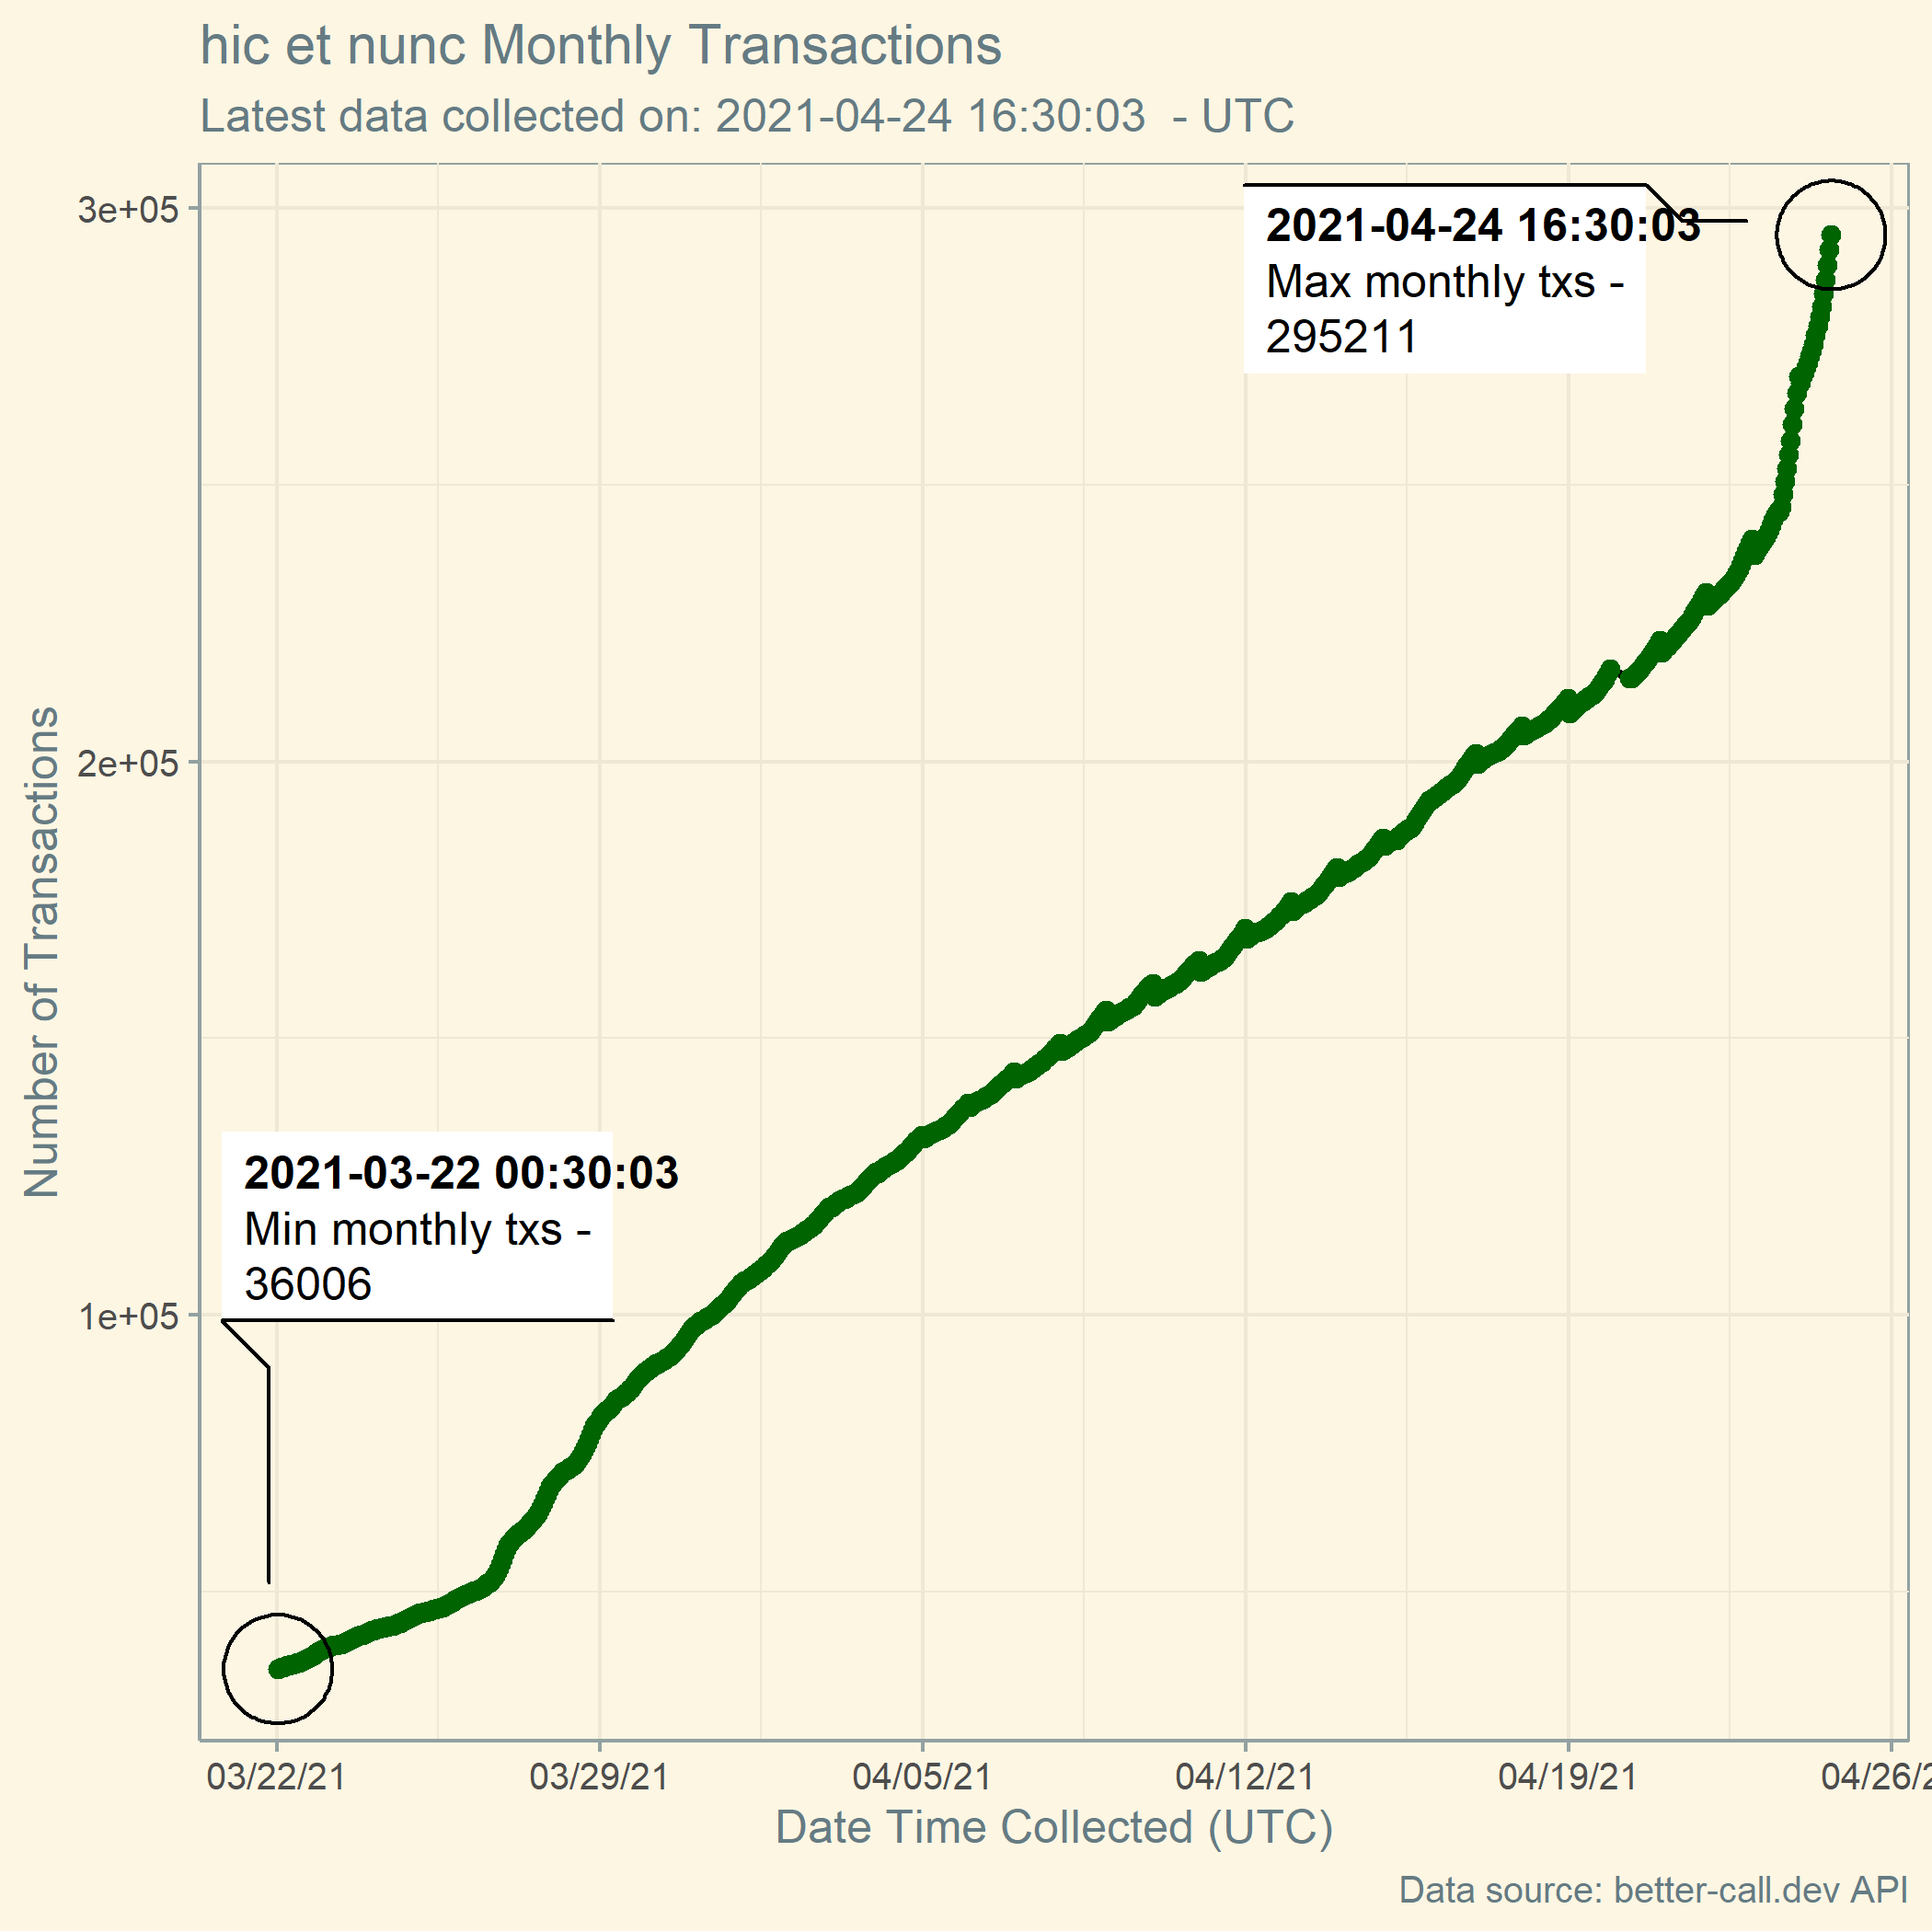 hic et nunc Monthly Transactions
Latest data collected on: 2021-04-24 16:30:03  - UTC
3e+05
2021-04-24 16:30:03
Max monthly txs -
295211
2e+05
Number of Transactions
2021-03-22 00:30:03
Min monthly txs -
36006
1e+05
03/22/21 03/29/21 04/05/21 04/12/21 04/19/21 04/26/2
Date Time Collected (UTC)
Data source: better-call.dev API